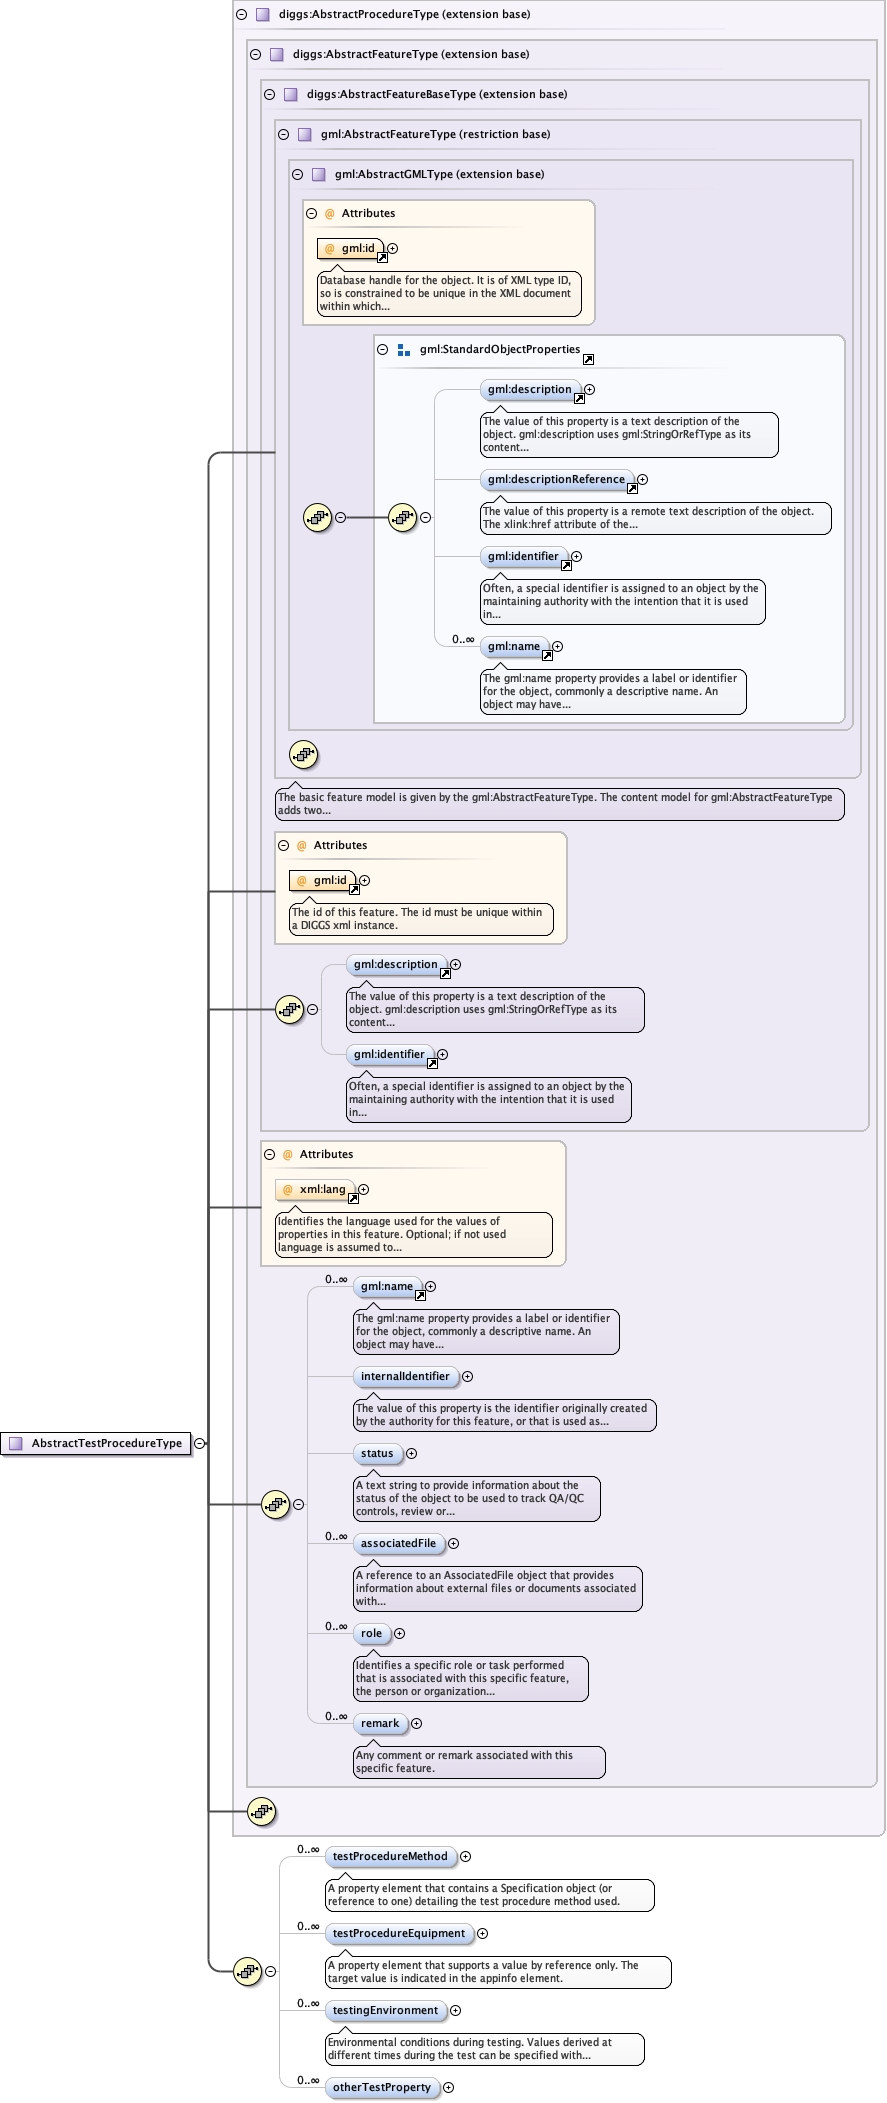 diggs:AbstractProcedureType (extension base)
diggs:AbstractFeatureType (extension base)
diggs:AbstractFeatureBaseType (extension base)
gml:AbstractFeatureType (restriction base)
gml:AbstractGMLType (extension base)
@ Attributes
@ gml:id
Database handle for the object. It is of XML type ID,
so is constrained to be unique in the XML document
within which...
gml:StandardObjectProperties
gml:description
The value of this property is a text description of the
object. gml:description uses gml:StringOrRefType as its
content...
gml:descriptionReference
The value of this property is a remote text description of the object.
The xlink:href attribute of the...
gml:identifier
Often, a special identifier is assigned to an object by the
maintaining authority with the intention that it is used
in...
0..∞
gml:name
The gml:name property provides a label or identifier
for the object, commonly a descriptive name. An
object may have...
The basic feature model is given by the gml:AbstractFeatureType. The content model for gml:AbstractFeatureType
adds two...
@ Attributes
@ gml:id
The id of this feature. The id must be unique within
a DIGGS xml instance.
gml:description
The value of this property is a text description of the
object. gml:description uses gml:StringOrRefType as its
content...
gml:identifier
Often, a special identifier is assigned to an object by the
maintaining authority with the intention that it is used
in...
@ Attributes
@ xml:lang
Identifies the language used for the values of
properties in this feature. Optional; if not used
language is assumed to...
0..∞
gml:name
The gml:name property provides a label or identifier
for the object, commonly a descriptive name. An
object may have...
internalIdentifier
The value of this property is the identifier originally created
by the authority for this feature, or that is used as...
AbstractTestProcedureType
status
A text string to provide information about the
status of the object to be used to track QA/QC
controls, review or...
0..∞
associatedFile
A reference to an AssociatedFile object that provides
information about external files or documents associated
with...
0..∞
role
Identifies a specific role or task performed
that is associated with this specific feature,
the person or organization...
0..∞
remark
Any comment or remark associated with this
specific feature.
0..∞
testProcedureMethod
A property element that contains a Specification object (or
reference to one) detailing the test procedure method used.
0..∞
testProcedureEquipment
A property element that supports a value by reference only. The
target value is indicated in the appinfo element.
0..∞
testingEnvironment
Environmental conditions during testing. Values derived at
different times during the test can be specified with...
0..∞
otherTestProperty